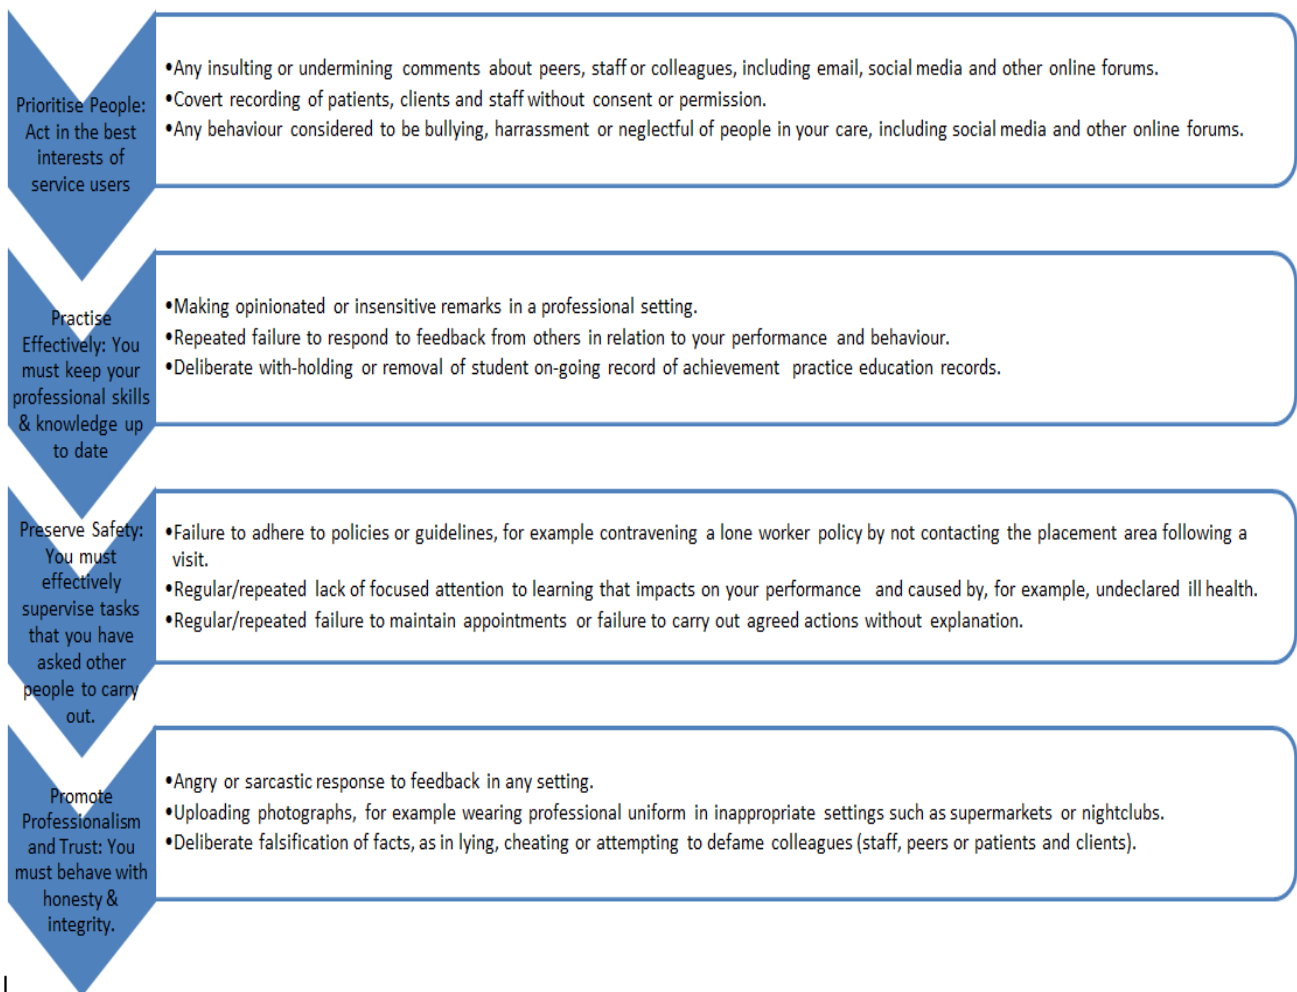 Prioritise People:
Act in the best
interests of
service users
•Any insulting or undermining comments about peers, staff or colleagues, including email, social media and other online forums.
•Covert recording of patients, clients and staff without consent or permission.
•Any behaviour considered to be bullying, harrassment or neglectful of people in your care, including social media and other online forums.
Practise
Effectively: You
must keep your
professional skills
& knowledge up
to date
•Making opinionated or insensitive remarks in a professional setting.
•Repeated failure to respond to feedback from others in relation to your performance and behaviour.
•Deliberate with-holding or removal of student on-going record of achievement practice education records.
Preserve Safety:
You must
effectively
supervise tasks
that you have
asked other
people to carry
out.
•Failure to adhere to policies or guidelines, for example contravening a lone worker policy by not contacting the placement area following a
visit.
•Regular/repeated lack of focused attention to learning that impacts on your performance and caused by, for example, undeclared ill health.
•Regular/repeated failure to maintain appointments or failure to carry out agreed actions without explanation.
Promote
Professionalism
and Trust: You
must behave with
honesty &
integrity.
•Angry or sarcastic response to feedback in any setting.
•Uploading photographs, for example wearing professional uniform in inappropriate settings such as supermarkets or nightclubs.
•Deliberate falsification of facts, as in lying, cheating or attempting to defame colleagues (staff, peers or patients and clients).